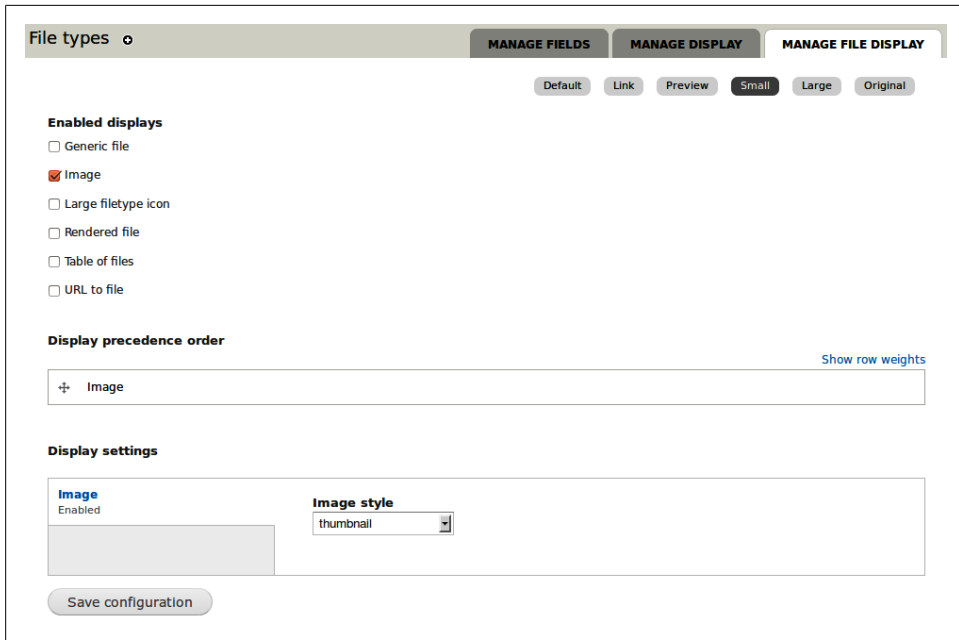 File types
MANAGE FIELDS
MANAGE DISPLAY
MANAGE FILE DISPLAY
Default
Link
Preview
Small
Large
Original
Enabled displays
Generic file
Image
Large filetype icon
Rendered file
Table of files
URL to file
Display precedence order
Show row weights
Image
Display settings
Image
Enabled
Image style
thumbnail
Save configuration